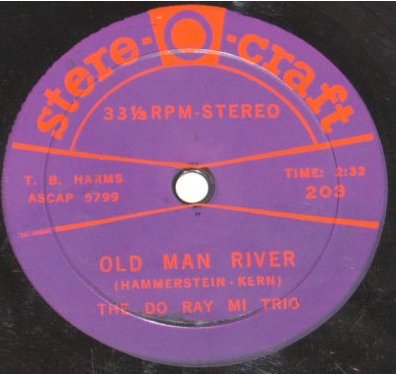 stere-O-craft
33⅓ RPM-STEREO
T. B. HARMS
ASCAP 5799
TIME: 2:32
203
OLD MAN RIVER
(HAMMERSTEIN - KERN)
THE DO RAY MI TRIO